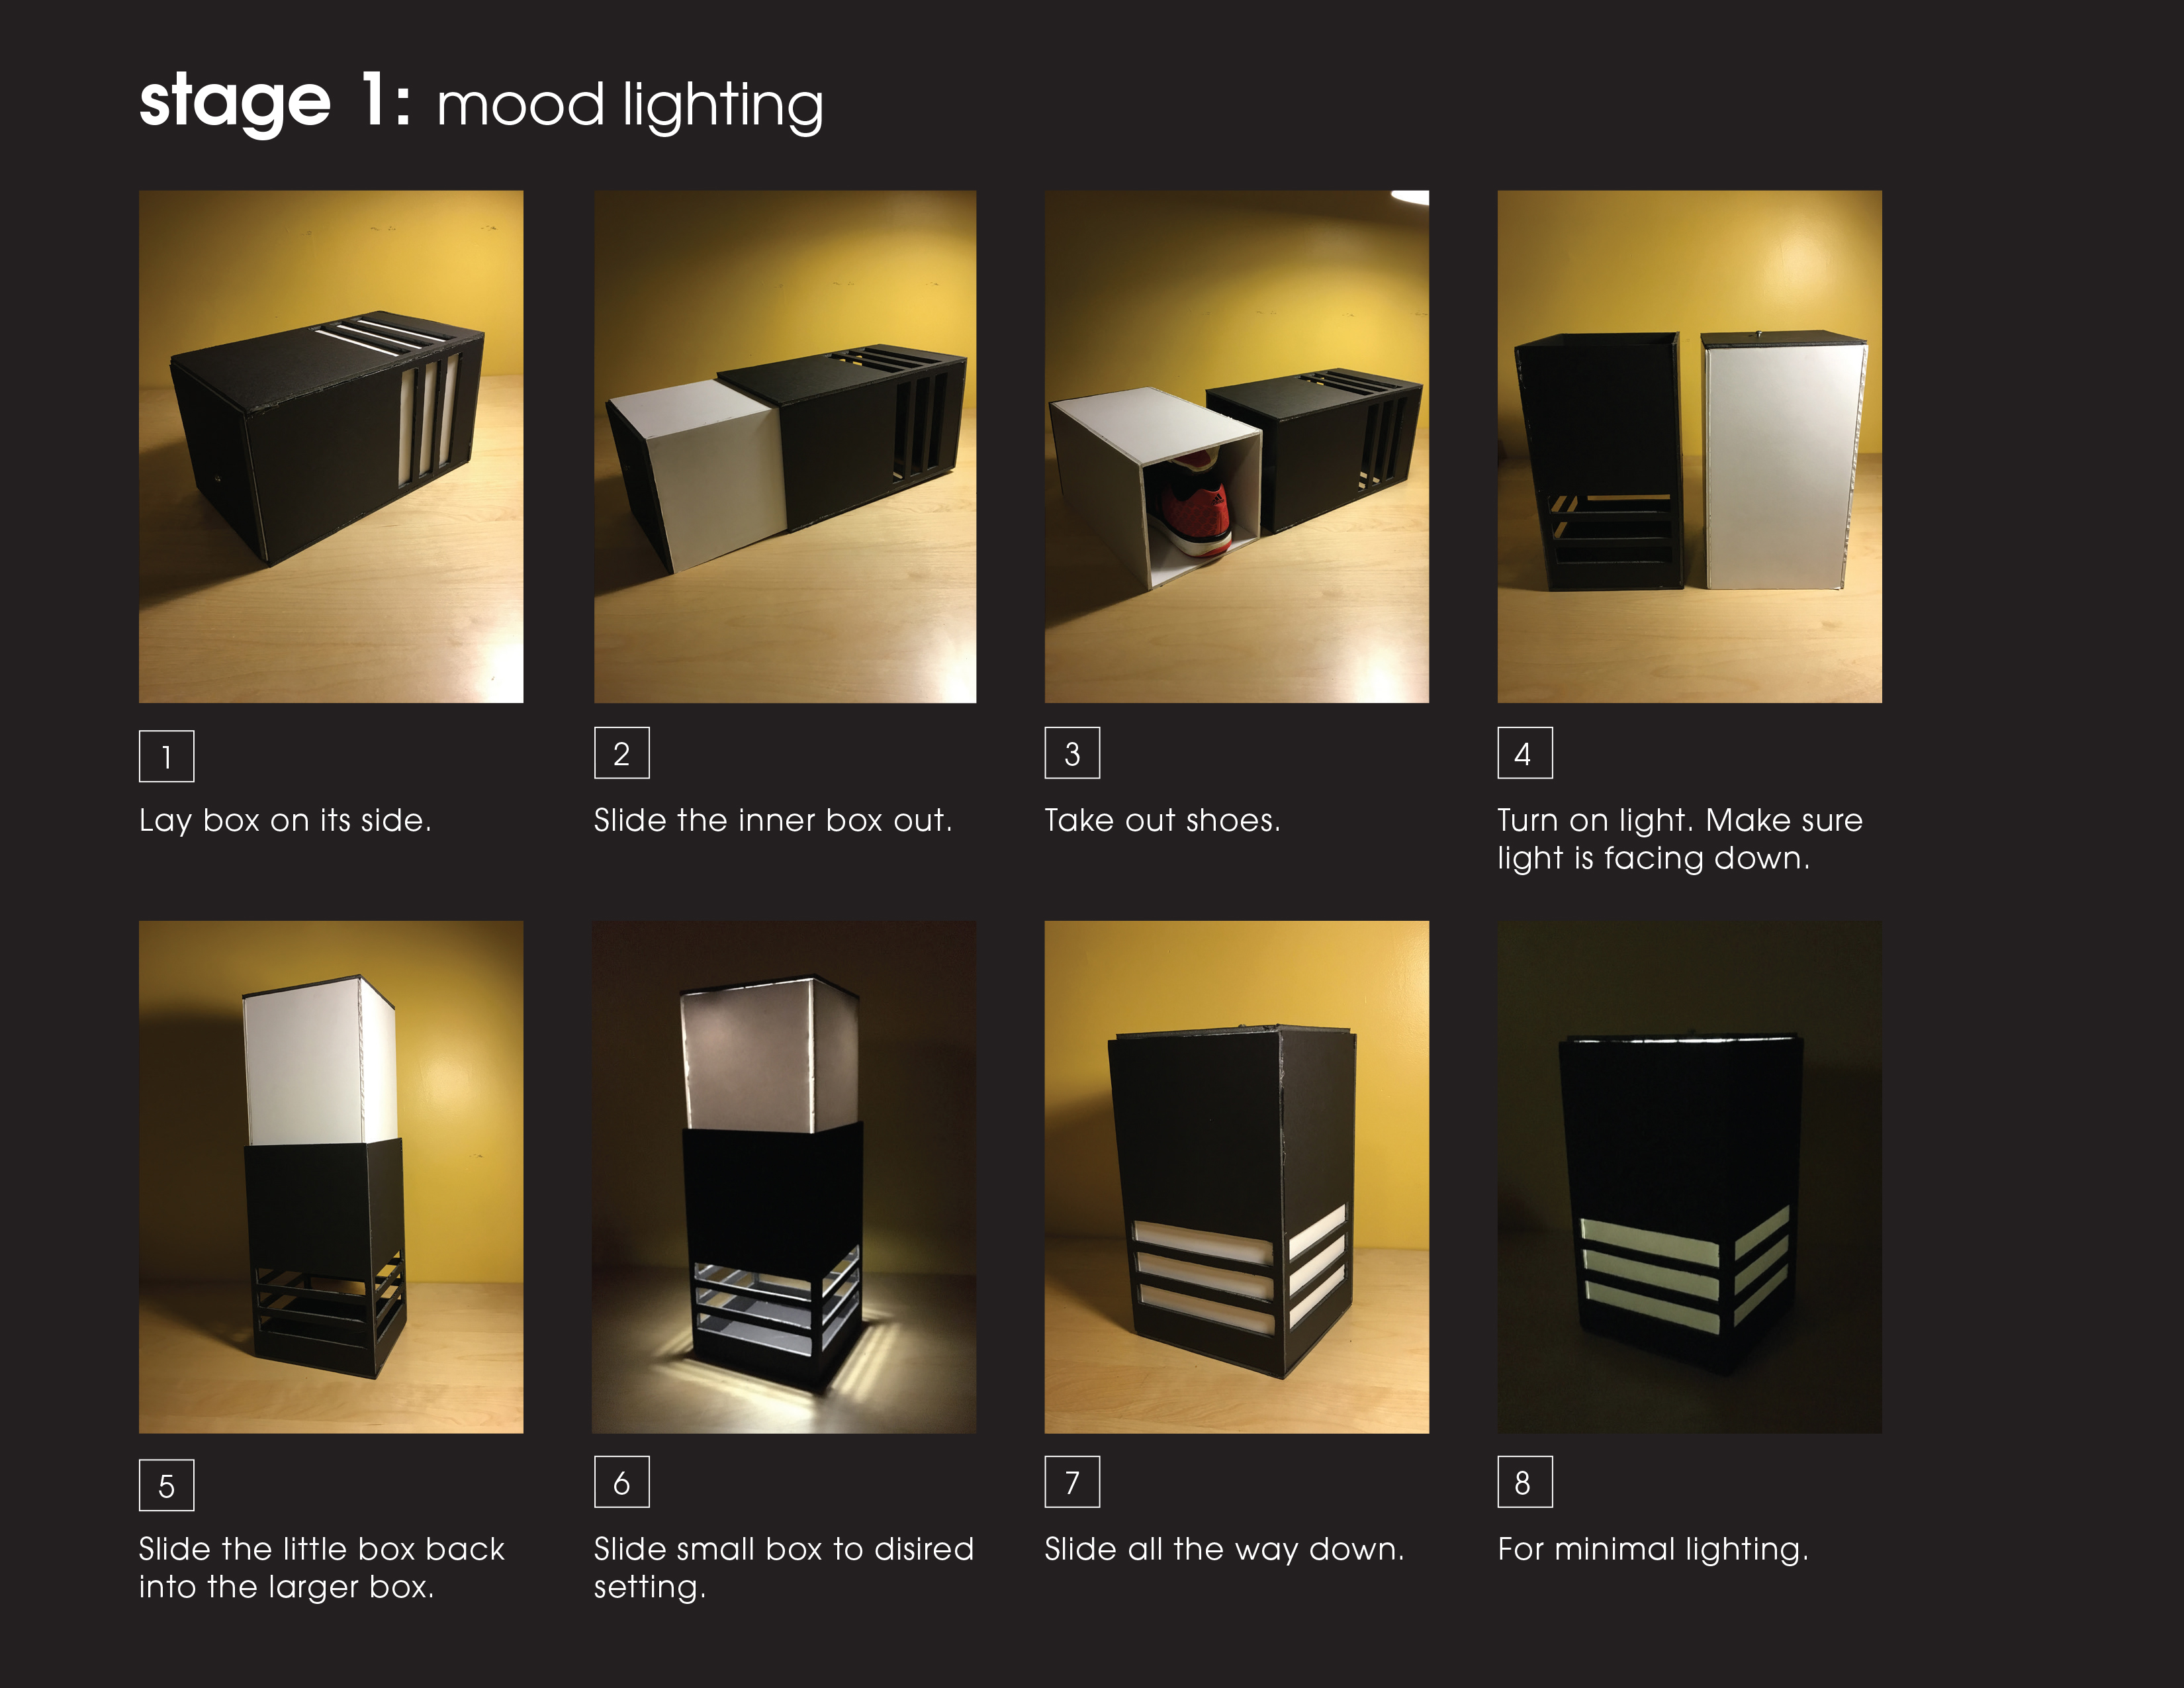 stage 1: mood lighting
1
Lay box on its side.
2
Slide the inner box out.
3
Take out shoes.
4
Turn on light. Make sure
light is facing down.
5
Slide the little box back
into the larger box.
6
Slide small box to disired
setting.
7
Slide all the way down.
8
For minimal lighting.